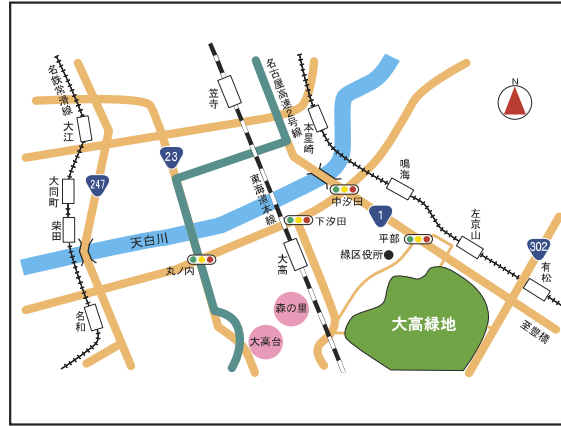 名鉄常滑線
大江
大同町
柴田
名和
247
23
天白川
丸ノ内
笠寺
東海道本線
大高
森の里
大高台
名古屋高速2号線
本星崎
中汐田
下汐田
鳴海
1
平部
緑区役所
左京山
302
有松
至豊橋
大高緑地
N